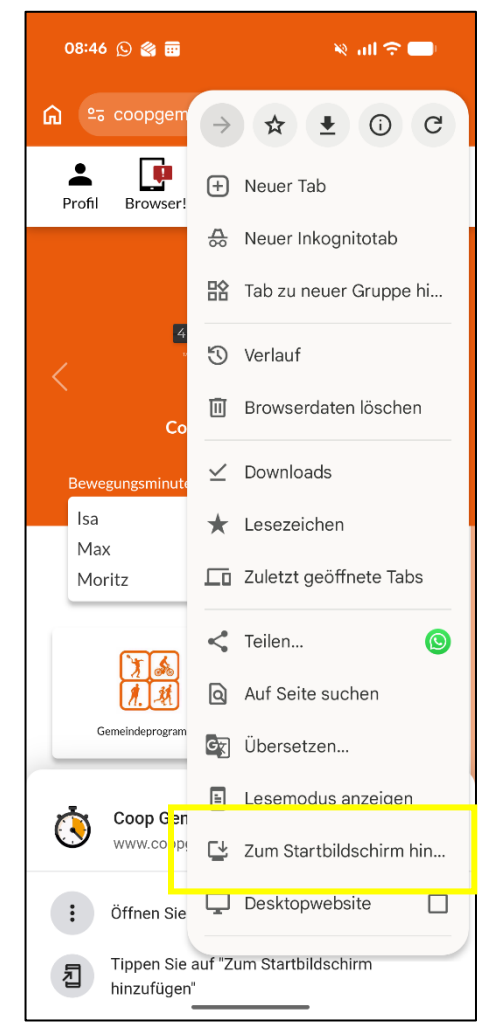 08:46
coopgem
Profil
Browser!
Neuer Tab
Neuer Inkognitotab
Tab zu neuer Gruppe hi...
Verlauf
Browserdaten löschen
Co
Downloads
Bewegungsminute
Isa
Lesezeichen
Max
Moritz
Zuletzt geöffnete Tabs
Teilen...
Auf Seite suchen
Gemeindeprogram
Übersetzen...
Lesemodus anzeigen
Coop Gen
www.coop
Zum Startbildschirm hin...
Öffnen Sie
Desktopwebsite
Tippen Sie auf "Zum Startbildschirm
hinzufügen"